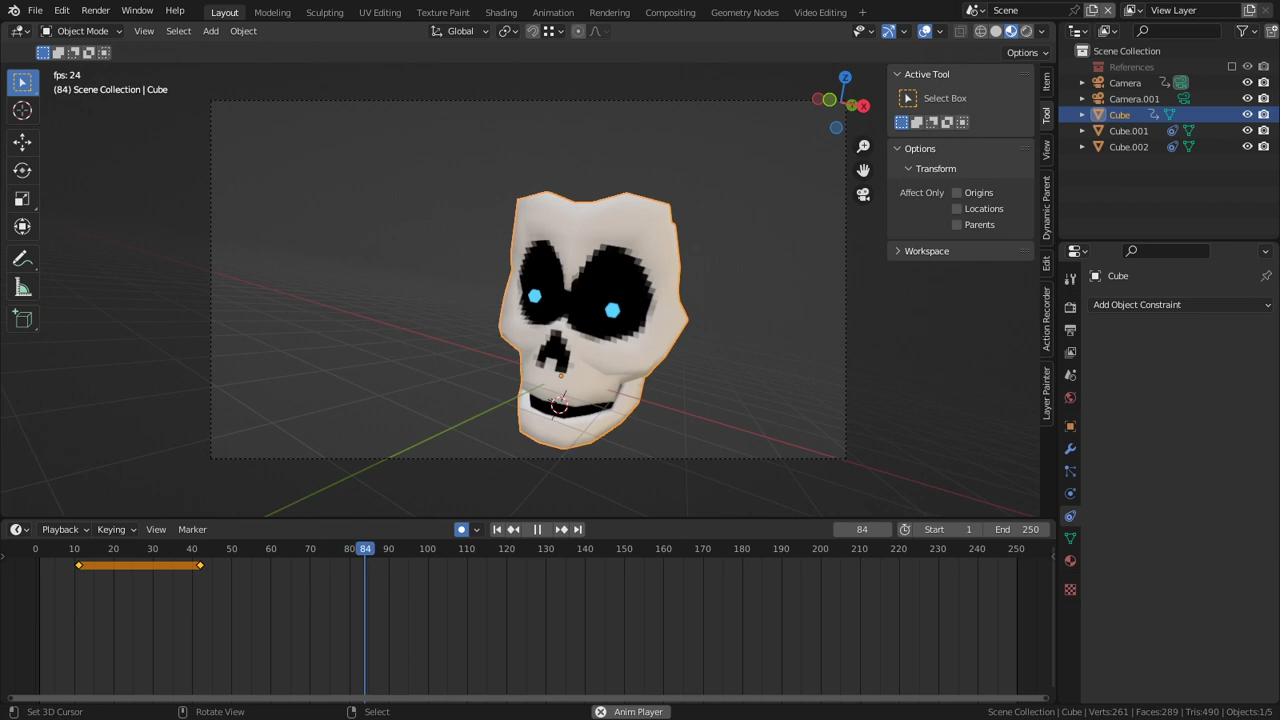 File Edit Render Window Help Layout Modeling Sculpting UV Editing Texture Paint Shading Animation Rendering Compositing Geometry Nodes Video Editing + Scene View Layer
Object Mode View Select Add Object Global
Options
fps: 24
(84) Scene Collection | Cube
Z
X
Y
Active Tool
Select Box
Options
Transform
Affect Only Origins
Locations
Parents
Workspace
Item
Tool
View
Dynamic Parent
Edit
Action Recorder
Layer Painter
Scene Collection
References
Camera
Camera.001
Cube
Cube.001
Cube.002
Cube
Add Object Constraint
Playback Keying View Marker 84 Start 1 End 250
0 10 20 30 40 50 60 70 80 84 90 100 110 120 130 140 150 160 170 180 190 200 210 220 230 240 250
Set 3D Cursor Rotate View Select Anim Player Scene Collection | Cube | Verts:261 | Faces:289 | Tris:490 | Objects:1/5